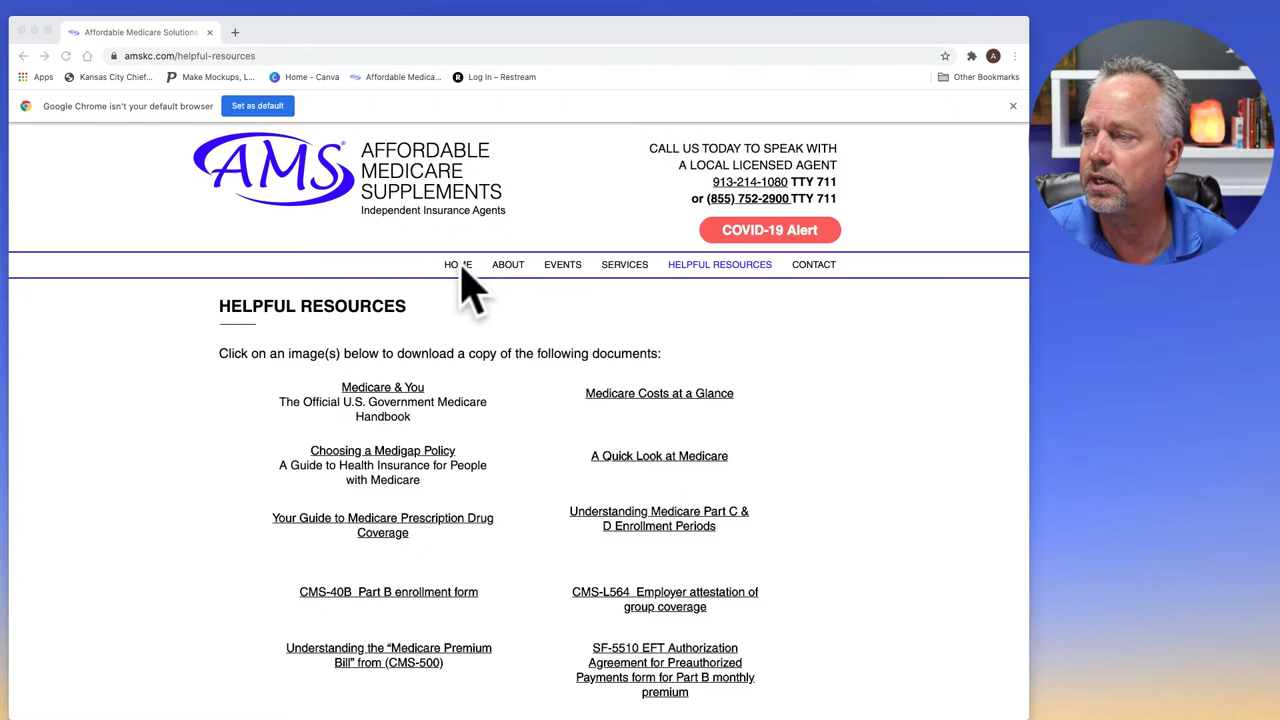 Affordable Medicare Solutions
amskc.com/helpful-resources
A
Apps Kansas City Chief... Make Mockups, L... Home - Canva Affordable Medica... Log In – Restream Other Bookmarks
Google Chrome isn't your default browser Set as default
AMS®
AFFORDABLE
MEDICARE
SUPPLEMENTS
Independent Insurance Agents
CALL US TODAY TO SPEAK WITH
A LOCAL LICENSED AGENT
913-214-1080 TTY 711
or (855) 752-2900 TTY 711
COVID-19 Alert
HOME ABOUT EVENTS SERVICES HELPFUL RESOURCES CONTACT
HELPFUL RESOURCES
Click on an image(s) below to download a copy of the following documents:
Medicare & You
The Official U.S. Government Medicare
Handbook
Medicare Costs at a Glance
Choosing a Medigap Policy
A Guide to Health Insurance for People
with Medicare
A Quick Look at Medicare
Your Guide to Medicare Prescription Drug
Coverage
Understanding Medicare Part C &
D Enrollment Periods
CMS-40B Part B enrollment form
CMS-L564 Employer attestation of
group coverage
Understanding the “Medicare Premium
Bill” from (CMS-500)
SF-5510 EFT Authorization
Agreement for Preauthorized
Payments form for Part B monthly
premium